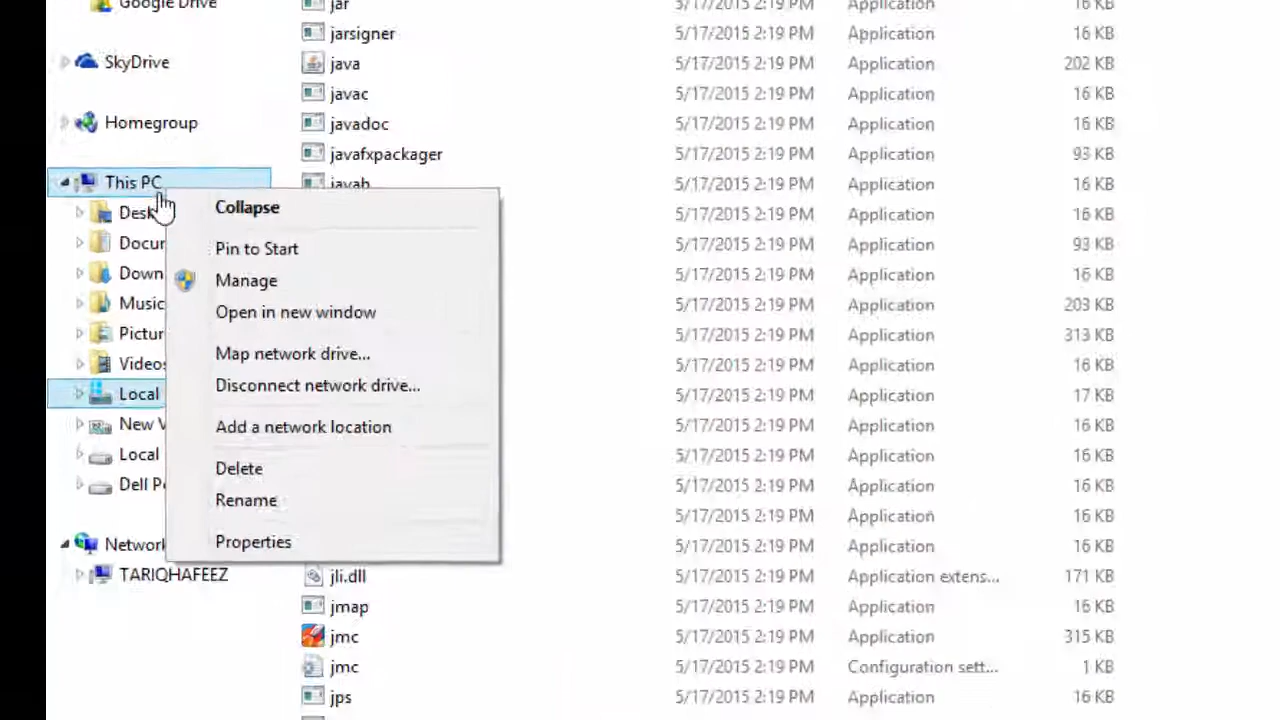 Google Drive
SkyDrive
Homegroup
This PC
Desk
Docur
Down
Music
Pictur
Videos
Local
New V
Local
Dell P
Network
TARIQHAFEEZ
Collapse
Pin to Start
Manage
Open in new window
Map network drive...
Disconnect network drive...
Add a network location
Delete
Rename
Properties
jar 5/17/2015 2:19 PM Application 16 KB
jarsigner 5/17/2015 2:19 PM Application 16 KB
java 5/17/2015 2:19 PM Application 202 KB
javac 5/17/2015 2:19 PM Application 16 KB
javadoc 5/17/2015 2:19 PM Application 16 KB
javafxpackager 5/17/2015 2:19 PM Application 93 KB
5/17/2015 2:19 PM Application 16 KB
5/17/2015 2:19 PM Application 16 KB
5/17/2015 2:19 PM Application 93 KB
5/17/2015 2:19 PM Application 16 KB
5/17/2015 2:19 PM Application 203 KB
5/17/2015 2:19 PM Application 313 KB
5/17/2015 2:19 PM Application 16 KB
5/17/2015 2:19 PM Application 17 KB
5/17/2015 2:19 PM Application 16 KB
5/17/2015 2:19 PM Application 16 KB
5/17/2015 2:19 PM Application 16 KB
5/17/2015 2:19 PM Application 16 KB
5/17/2015 2:19 PM Application 16 KB
jli.dll 5/17/2015 2:19 PM Application extens... 171 KB
jmap 5/17/2015 2:19 PM Application 16 KB
jmc 5/17/2015 2:19 PM Application 315 KB
jmc 5/17/2015 2:19 PM Configuration sett... 1 KB
jps 5/17/2015 2:19 PM Application 16 KB